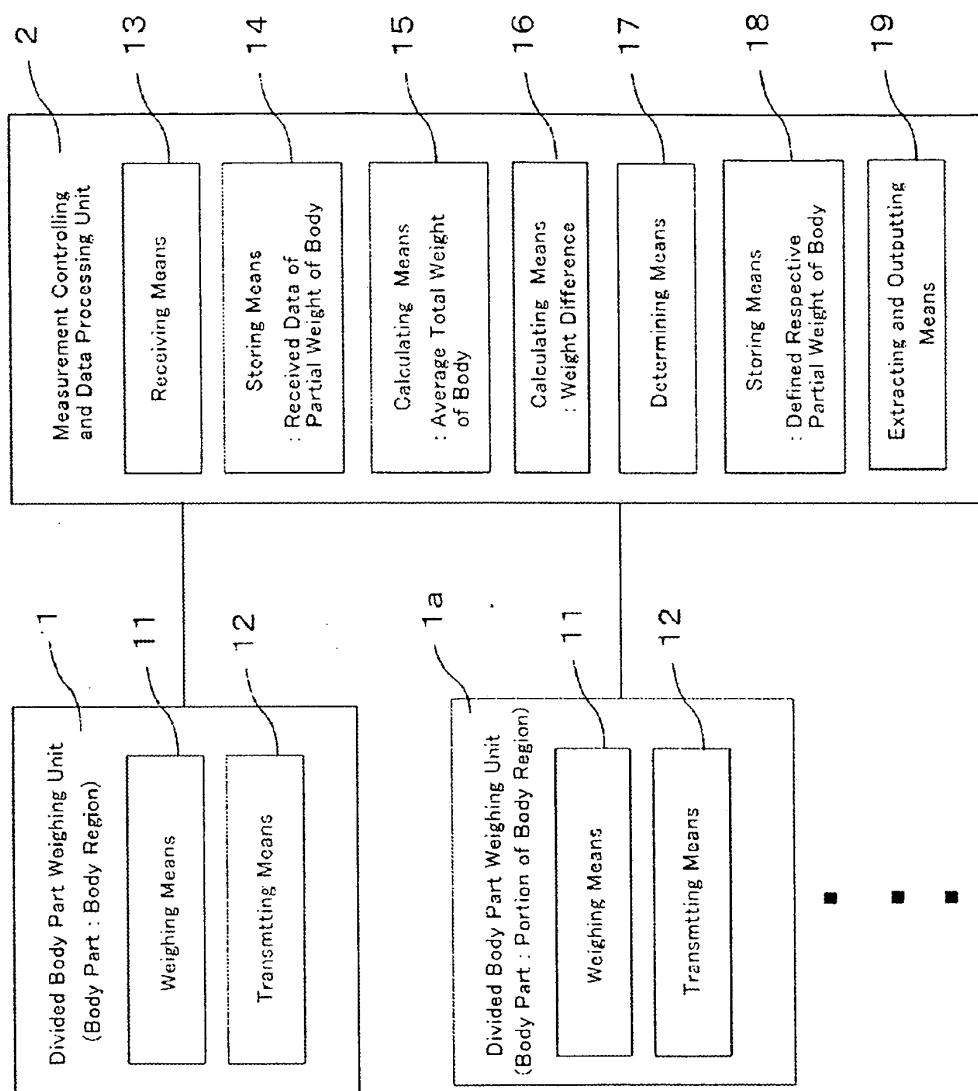 Divided Body Part Weighing Unit
(Body Part : Body Region)
1
Weighing Means
11
Transmtting Means
12
Divided Body Part Weighing Unit
(Body Part : Portion of Body Region)
1a
Weighing Means
11
Transmtting Means
12
Measurement Controlling
and Data Processing Unit
2
Receiving Means
13
Storing Means
: Received Data of
Partial Weight of Body
14
Calculating Means
: Average Total Weight
of Body
15
Calculating Means
: Weight Difference
16
Determining Means
17
Storing Means
: Defined Respective
Partial Weight of Body
18
Extracting and Outputting
Means
19